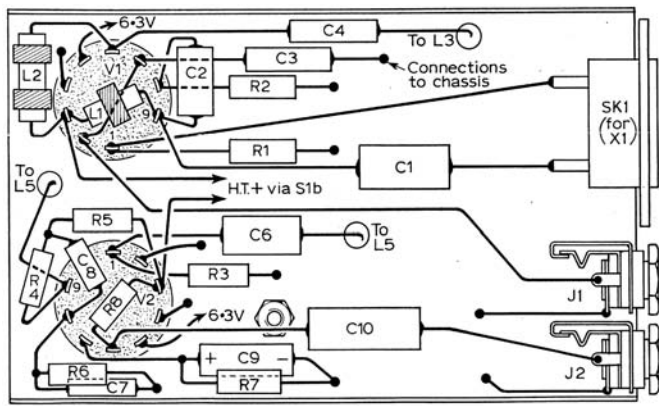 6·3V
C4
To L3
V1
C3
Connections
to chassis
L2
C2
R2
L1
9
1
SK1
(for
X1)
R1
C1
To
L5
H.T.+ via S1b
R5
C6
To
L5
C
8
1
R
4
9
R8
V2
R3
J1
6·3V
C10
+ C9 −
R6
C7
R7
J2